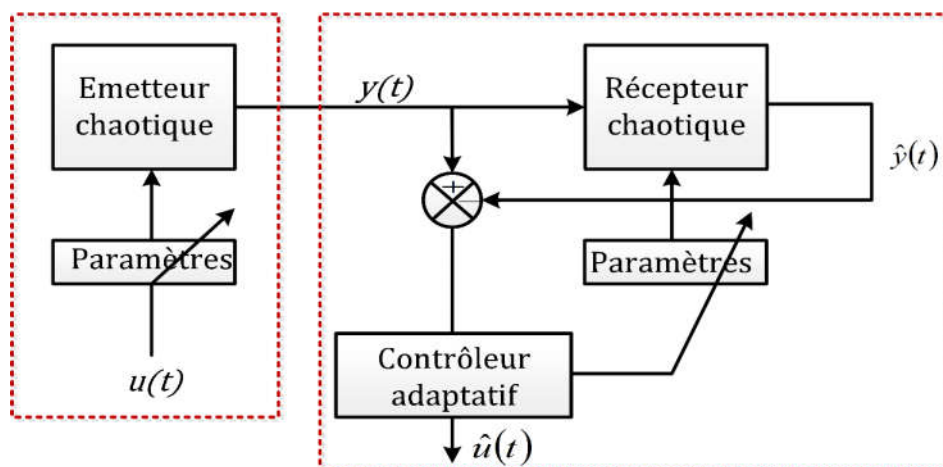 Emetteur
chaotique
y(t)
Récepteur
chaotique
ŷ(t)
+
−
Paramètres
Paramètres
u(t)
Contrôleur
adaptatif
û(t)